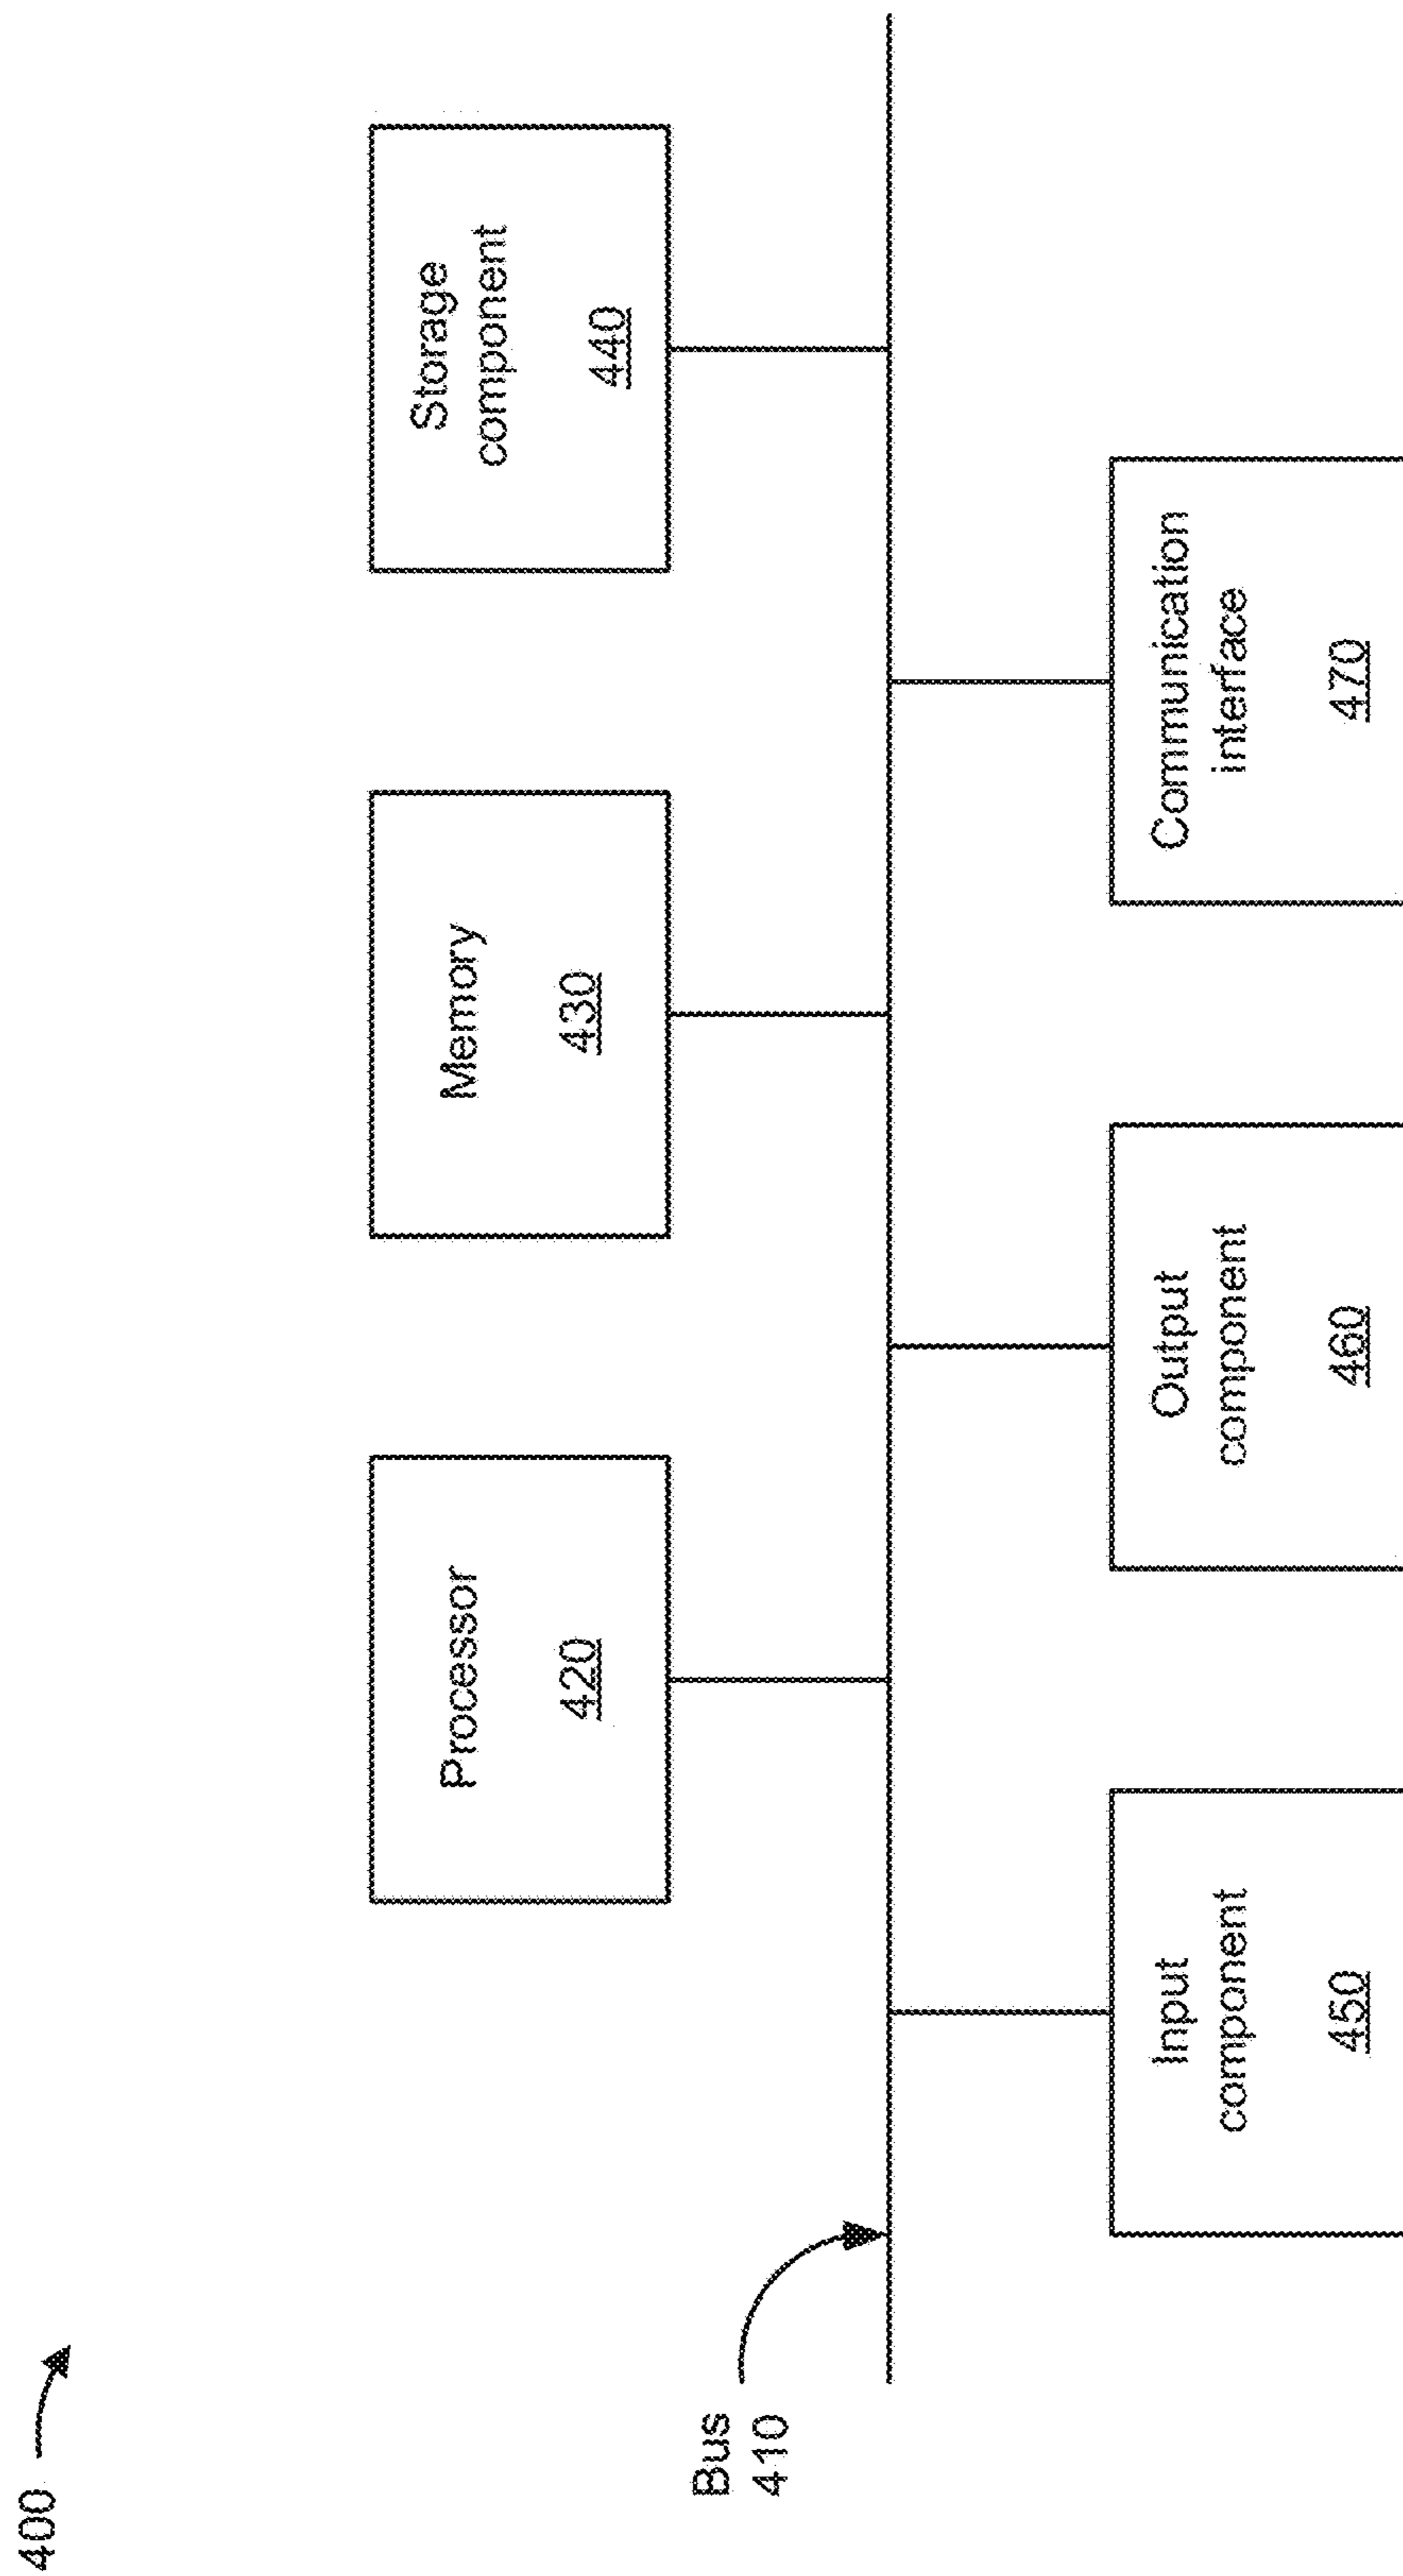 400
Processor
420
Memory
430
Storage
component
440
Bus
410
Input
component
450
Output
component
460
Communication
interface
470